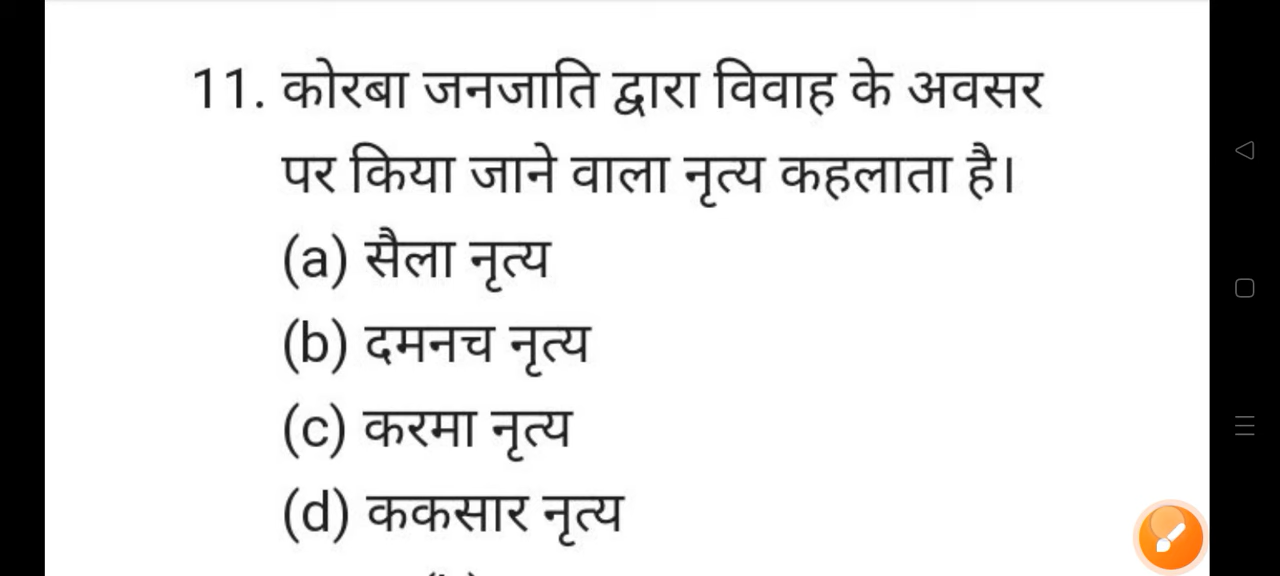 11. कोरबा जनजाति द्वारा विवाह के अवसर
पर किया जाने वाला नृत्य कहलाता है।
(a) सैला नृत्य
(b) दमनच नृत्य
(c) करमा नृत्य
(d) ककसार नृत्य